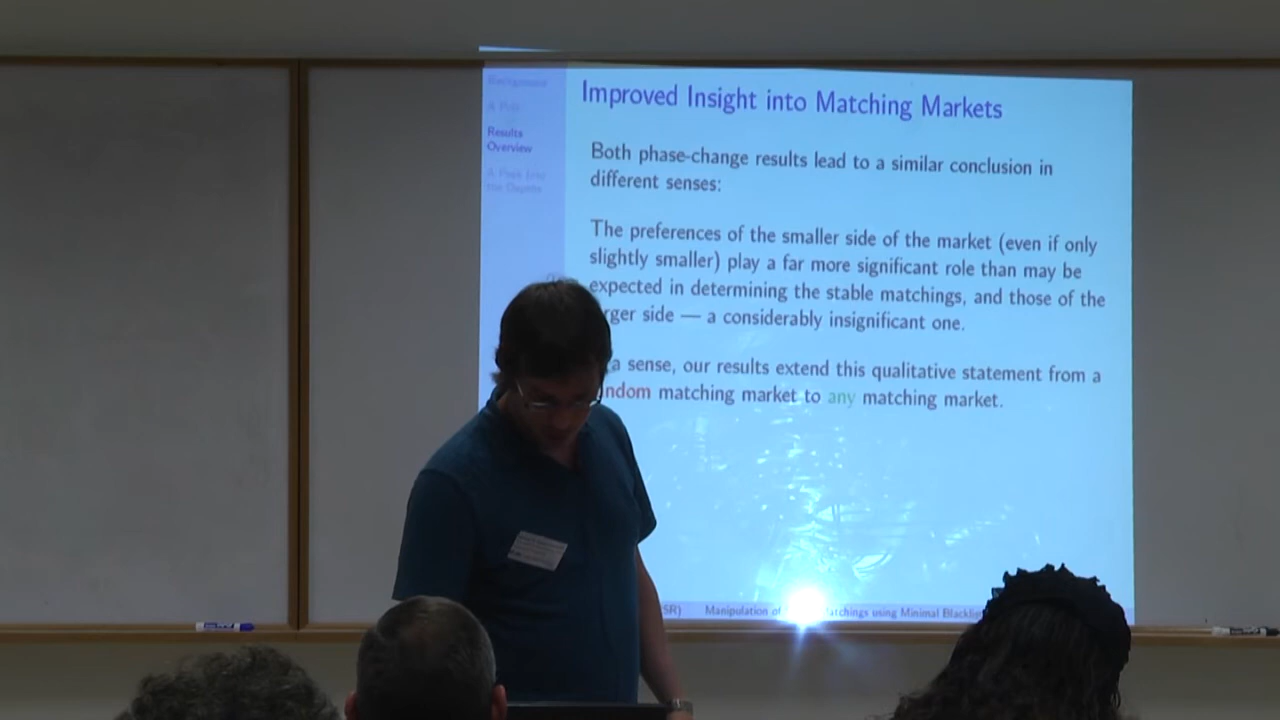 Background
Results
Overview
Improved Insight into Matching Markets
Both phase-change results lead to a similar conclusion in
different senses:
The preferences of the smaller side of the market (even if only
slightly smaller) play a far more significant role than may be
expected in determining the stable matchings, and those of the
rger side — a considerably insignificant one.
a sense, our results extend this qualitative statement from a
ndom matching market to any matching market.
SR) Manipulation of atchings using Minimal Blackli